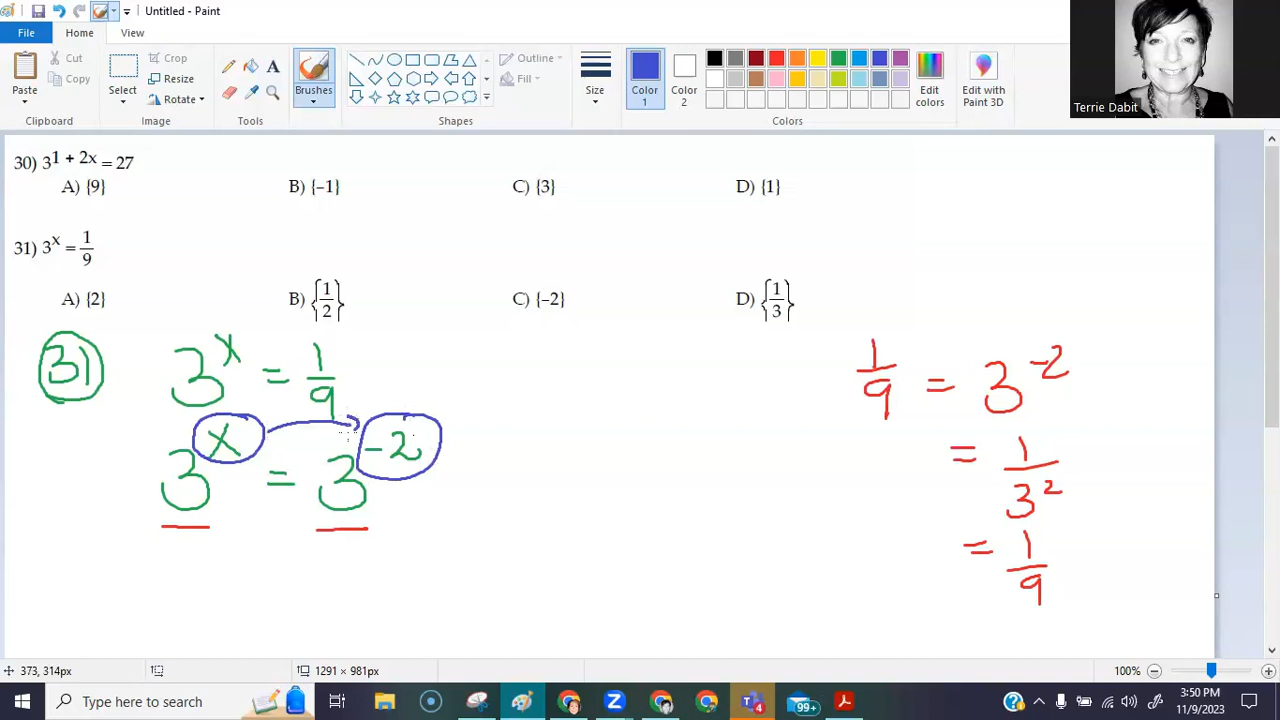 Untitled - Paint
File Home View
Paste Cut Copy Clipboard
Select Crop Resize Rotate Image
Tools
Brushes
Shapes Outline Fill
Size
Color 1 Color 2 Edit colors Edit with Paint 3D
Colors
Terrie Dabit
30) 3^{1 + 2x} = 27
A) {9} B) {–1} C) {3} D) {1}
31) 3^x = 1/9
A) {2} B) {1/2} C) {–2} D) {1/3}
31 3^x = 1/9
3^x = 3^{-2}
1/9 = 3^{-2}
= 1/3^2
= 1/9
373, 314px 1291 × 981px 100%
Type here to search
4
99+
3:50 PM
11/9/2023